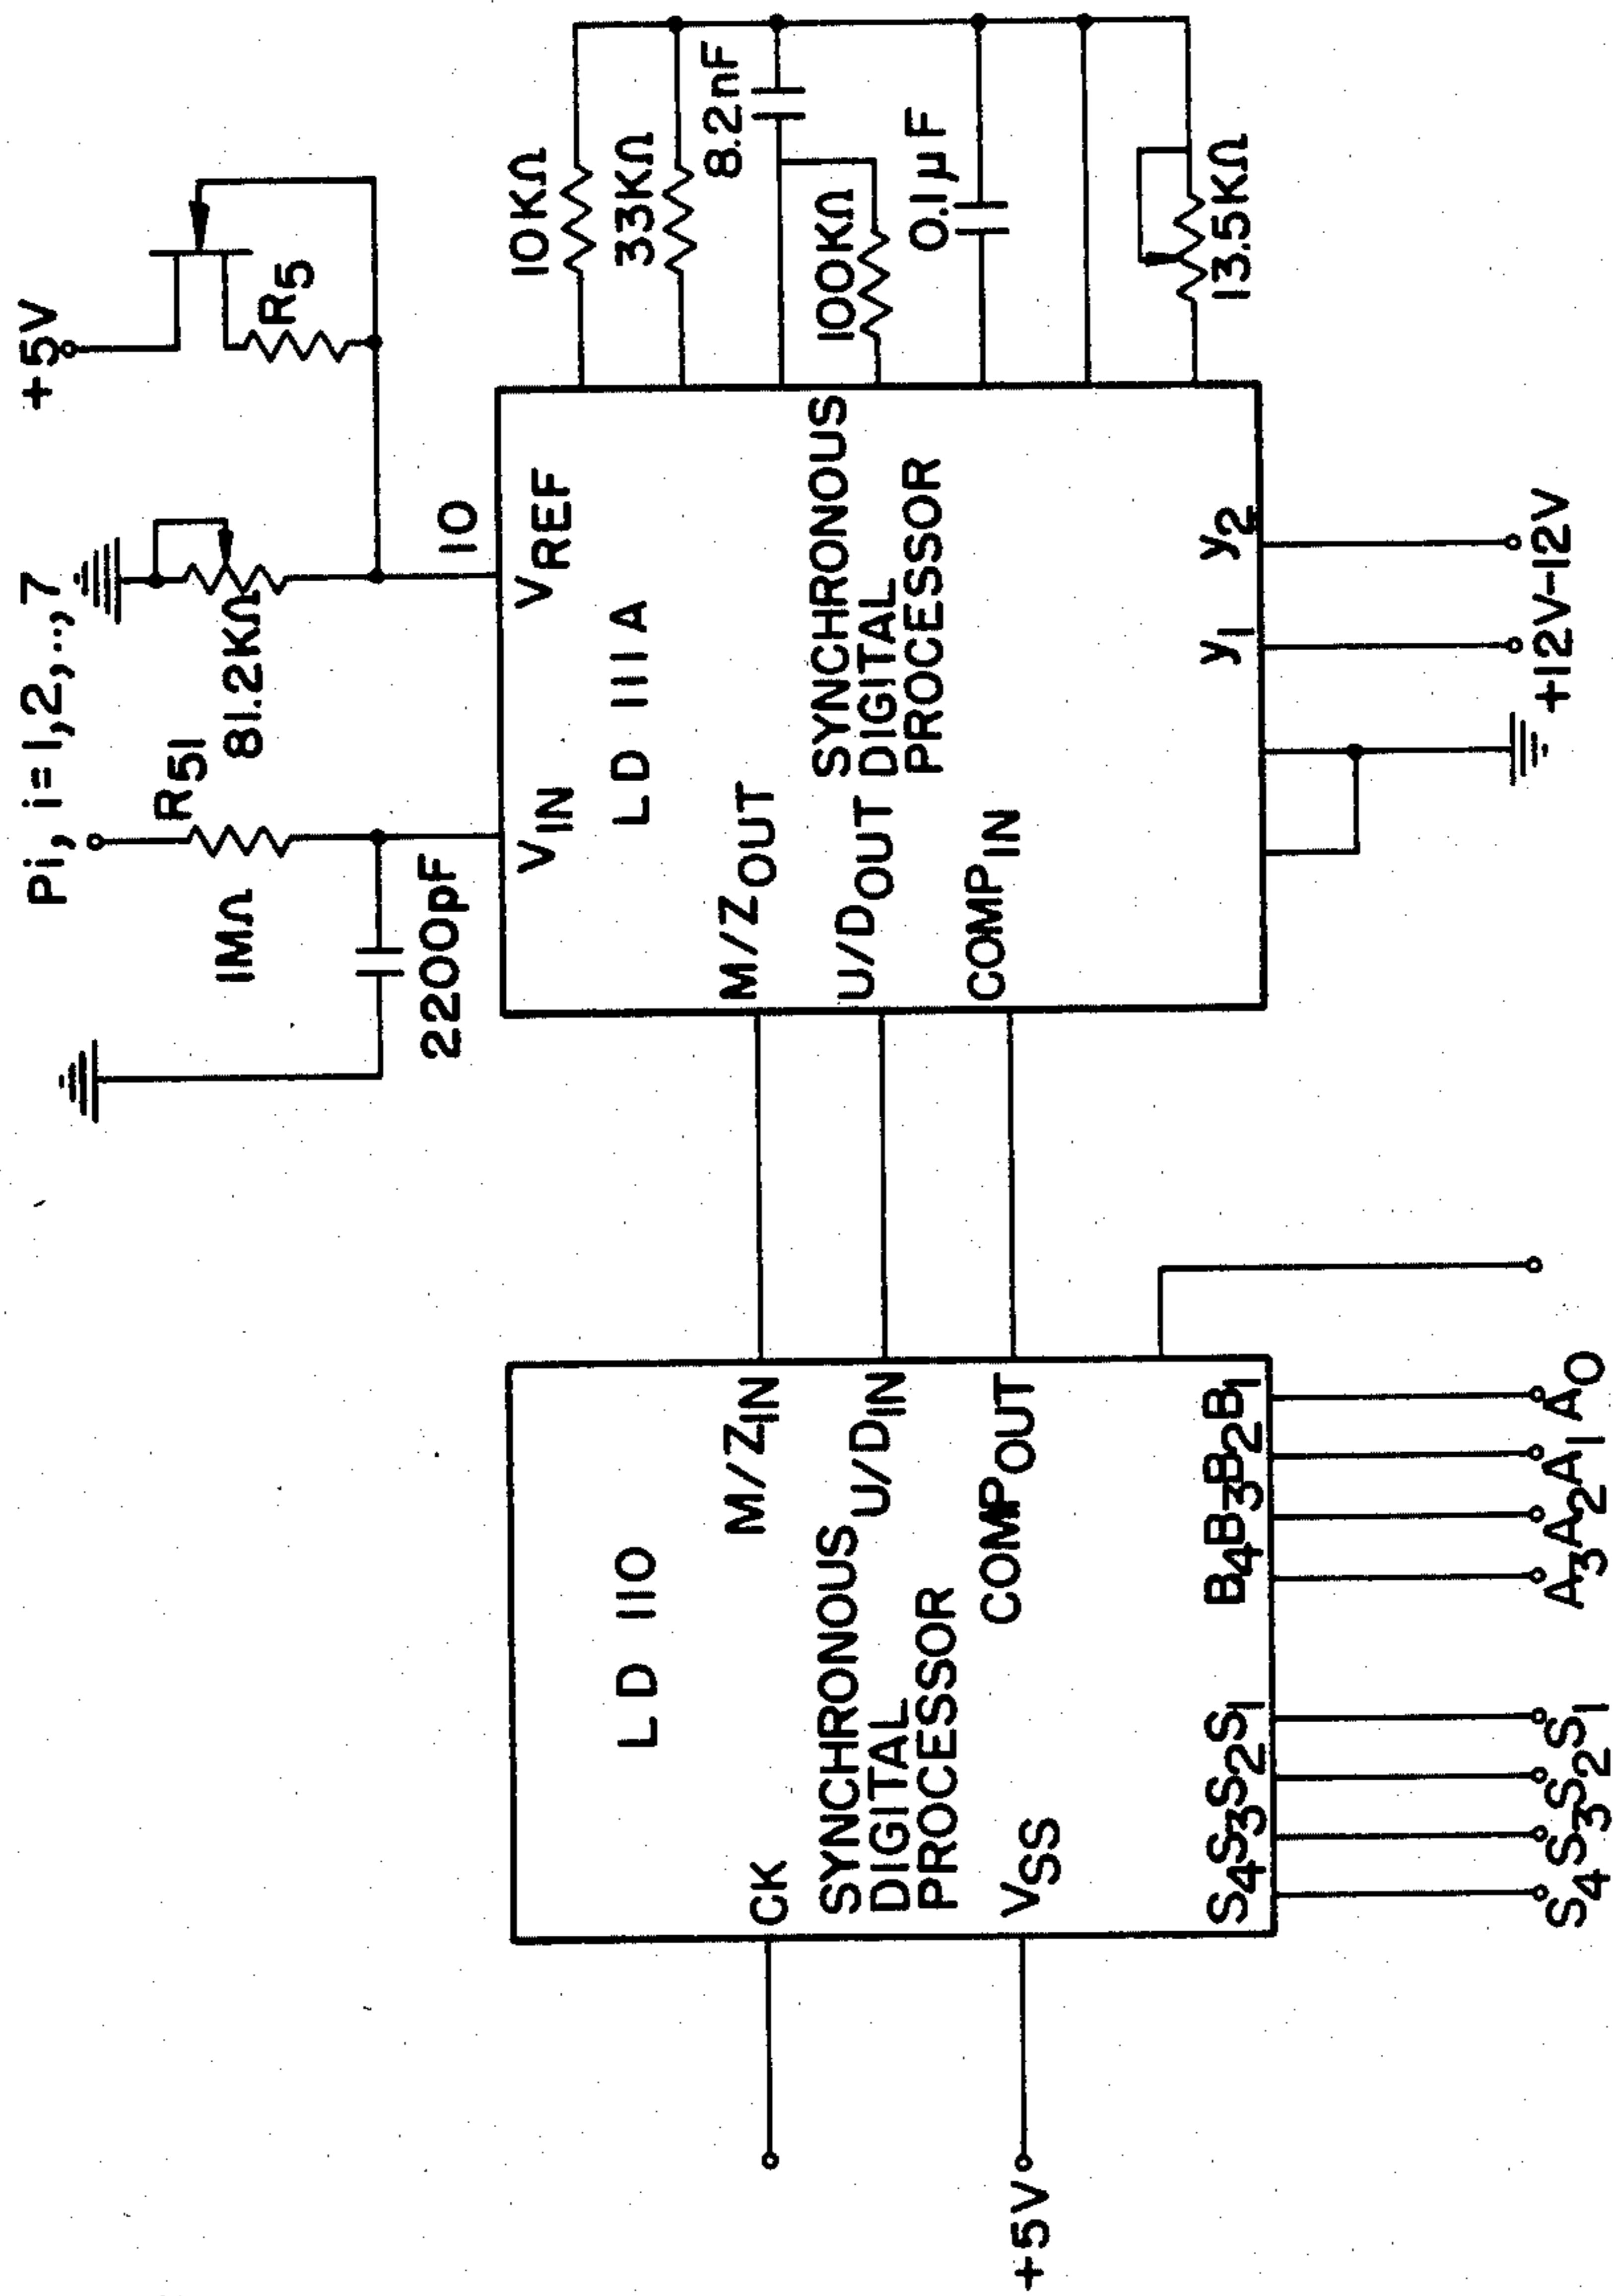 +5V
R5
Pi, i=1,2,..,7
R51
1MΩ
81.2KΩ
2200pF
10
VIN
VREF
LD 111A
M/ZOUT
U/DOUT
COMPIN
SYNCHRONOUS
DIGITAL
PROCESSOR
y1
y2
+12V-12V
10KΩ
33KΩ
8.2nF
100KΩ
0.1µF
13.5KΩ
LD 110
CK
M/ZIN
U/DIN
COMPOUT
SYNCHRONOUS
DIGITAL
PROCESSOR
VSS
+5V
S4S3S2S1
B4B3B2B1
S4S3S2S1
A3A2A1A0